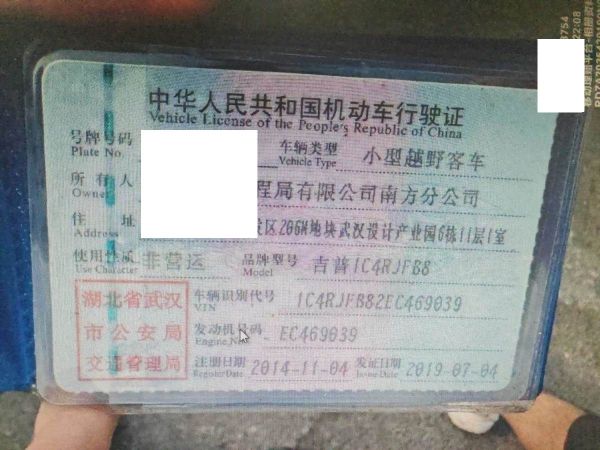 中华人民共和国机动车行驶证
Vehicle License of the People's Republic of China
号牌号码
Plate No.
车辆类型 小型越野客车
Vehicle Type
所有人 程局有限公司南方分公司
Owner
住址 发区26GM地块武汉设计产业园6栋11层1室
Address
使用性质 非营运 品牌型号 吉普1C4RJFB8
Use Character Model
湖北省武汉
市公安局
交通管理局
车辆识别代号 1C4RJFB82EC469039
VIN
发动机号码 EC469039
Engine No.
注册日期 2014-11-04 发证日期 2019-07-04
Register Date Issue Date